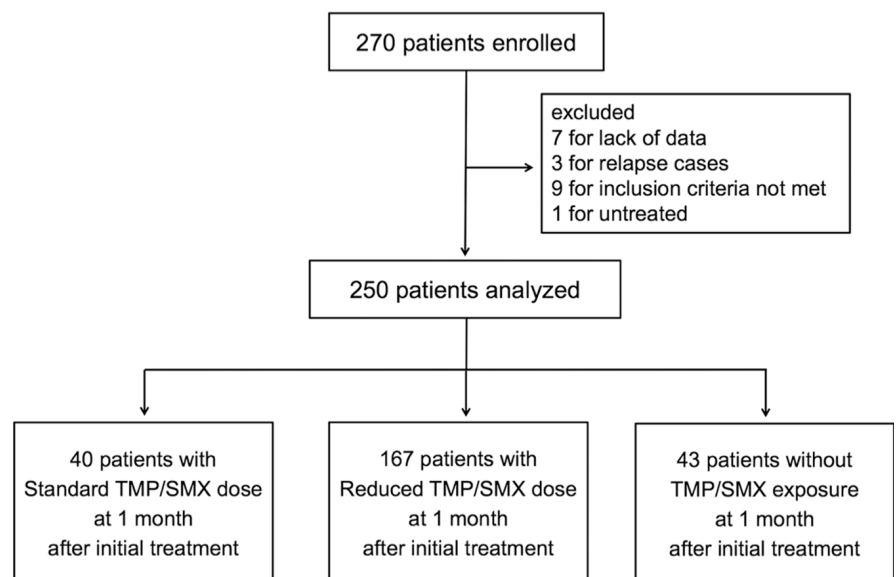 270 patients enrolled
excluded
7 for lack of data
3 for relapse cases
9 for inclusion criteria not met
1 for untreated
250 patients analyzed
40 patients with
Standard TMP/SMX dose
at 1 month
after initial treatment
167 patients with
Reduced TMP/SMX dose
at 1 month
after initial treatment
43 patients without
TMP/SMX exposure
at 1 month
after initial treatment